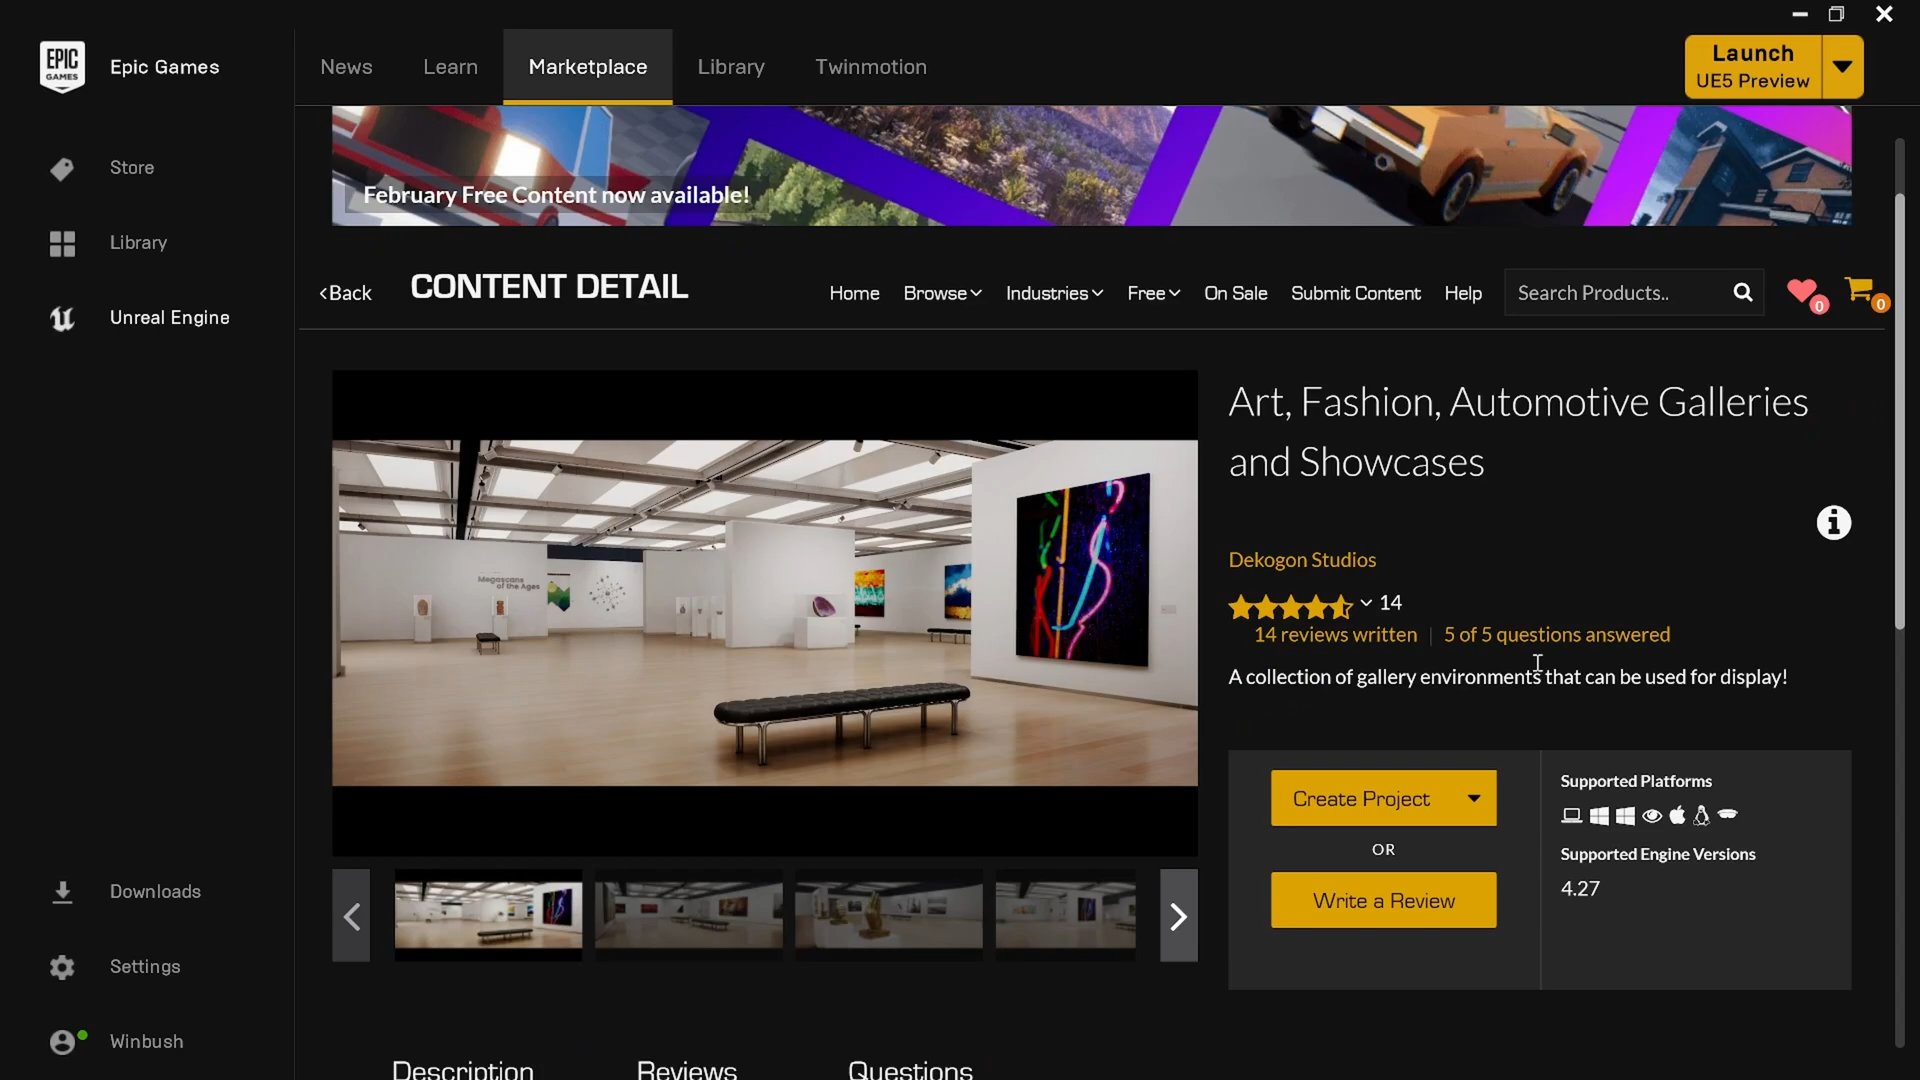 EPIC
GAMES
Epic Games
News
Learn
Marketplace
Library
Twinmotion
Launch
UE5 Preview
Store
Library
Unreal Engine
February Free Content now available!
Back
CONTENT DETAIL
Home
Browse
Industries
Free
On Sale
Submit Content
Help
Search Products..
0
0
Megascans
of the Ages
Art, Fashion, Automotive Galleries
and Showcases
Dekogon Studios
14
14 reviews written | 5 of 5 questions answered
A collection of gallery environments that can be used for display!
Create Project
OR
Write a Review
Supported Platforms
Supported Engine Versions
4.27
Downloads
Settings
Winbush
Description
Reviews
Questions